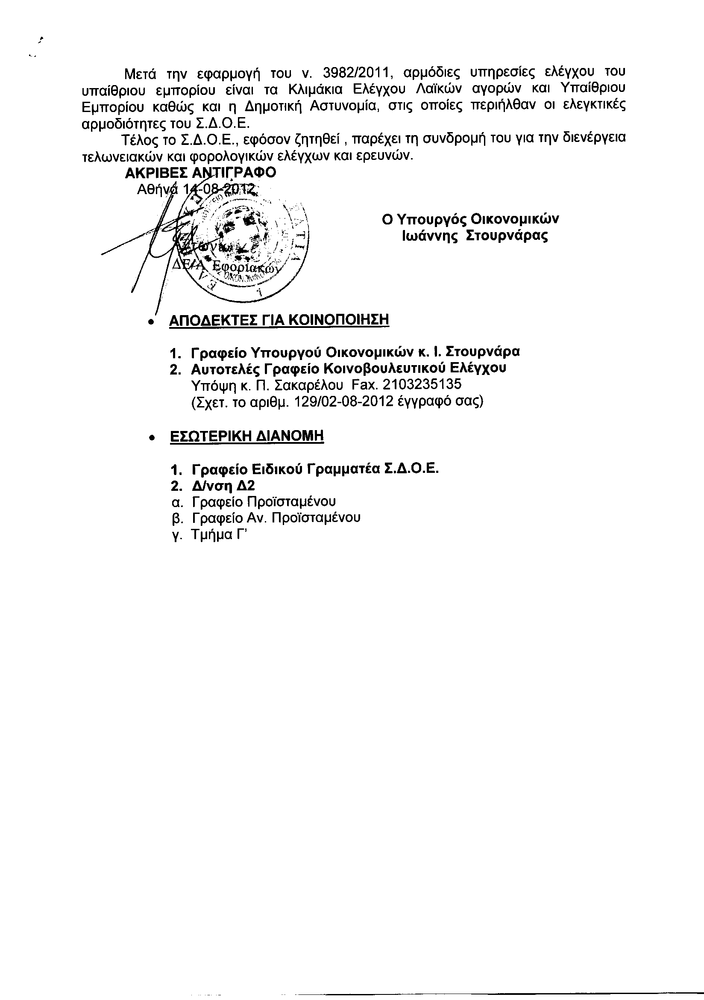 Μετά την εφαρμογή του ν. 3982/2011, αρμόδιες υπηρεσίες ελέγχου του
υπαίθριου εμπορίου είναι τα Κλιμάκια Ελέγχου Λαϊκών αγορών και Υπαίθριου
Εμπορίου καθώς και η Δημοτική Αστυνομία, στις οποίες περιήλθαν οι ελεγκτικές
αρμοδιότητες του Σ.Δ.Ο.Ε.
Τέλος το Σ.Δ.Ο.Ε., εφόσον ζητηθεί , παρέχει τη συνδρομή του για την διενέργεια
τελωνειακών και φορολογικών ελέγχων και ερευνών.
ΑΚΡΙΒΕΣ ΑΝΤΙΓΡΑΦΟ
Αθήνα 14-08-2012
Ο Υπουργός Οικονομικών
Ιωάννης Στουρνάρας
ΔΕ/Α Εφοριακών
• ΑΠΟΔΕΚΤΕΣ ΓΙΑ ΚΟΙΝΟΠΟΙΗΣΗ
1. Γραφείο Υπουργού Οικονομικών κ. Ι. Στουρνάρα
2. Αυτοτελές Γραφείο Κοινοβουλευτικού Ελέγχου
Υπόψη κ. Π. Σακαρέλου Fax. 2103235135
(Σχετ. το αριθμ. 129/02-08-2012 έγγραφό σας)
• ΕΣΩΤΕΡΙΚΗ ΔΙΑΝΟΜΗ
1. Γραφείο Ειδικού Γραμματέα Σ.Δ.Ο.Ε.
2. Δ/νση Δ2
α. Γραφείο Προϊσταμένου
β. Γραφείο Αν. Προϊσταμένου
γ. Τμήμα Γ'